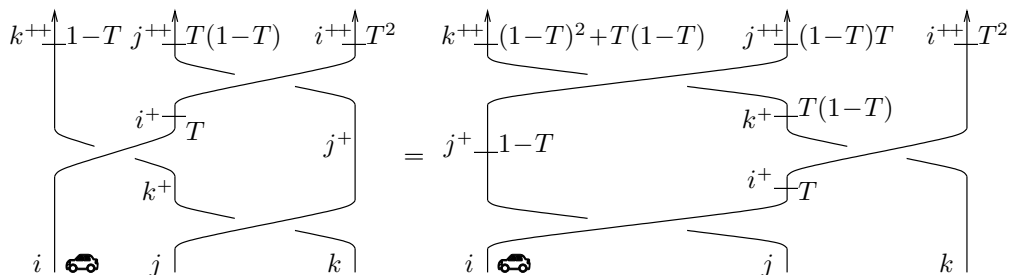 k⁺⁺ 1−T j⁺⁺ T(1−T) i⁺⁺ T² k⁺⁺ (1−T)²+T(1−T) j⁺⁺ (1−T)T i⁺⁺ T²
i⁺ T k⁺ T(1−T)
j⁺ = j⁺ 1−T
k⁺ i⁺ T
i j k i j k